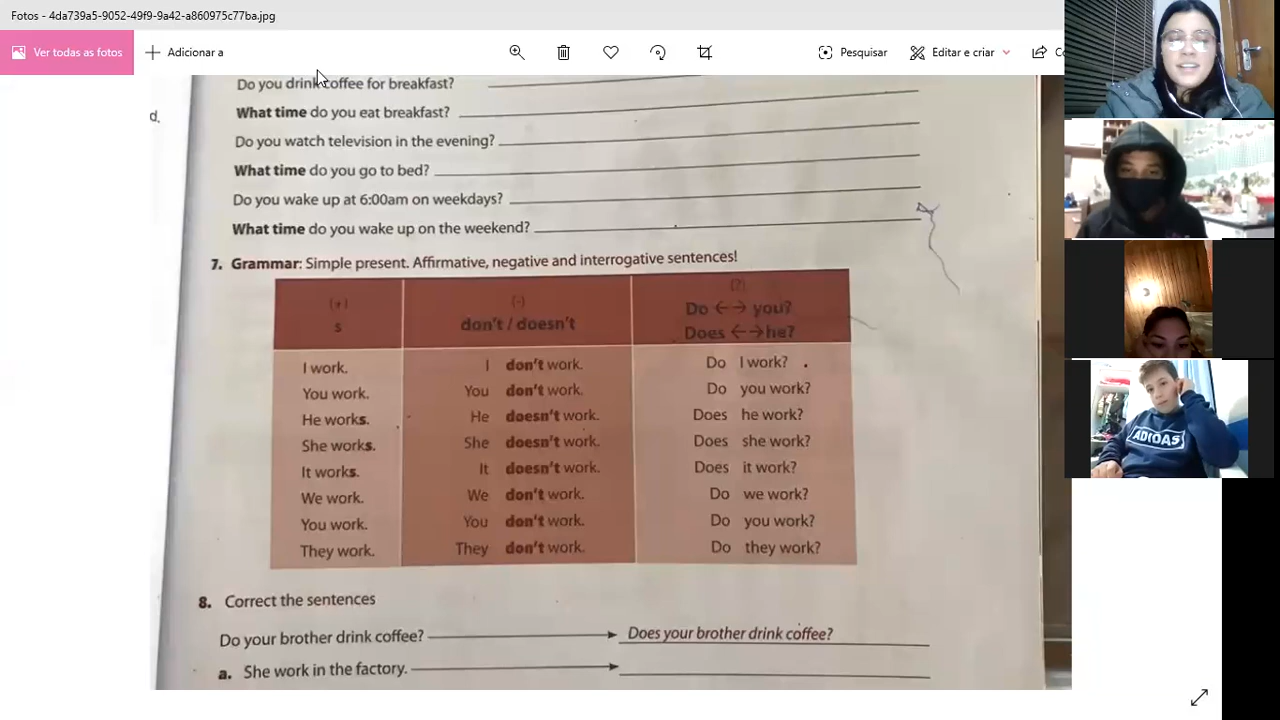 Fotos - 4da739a5-9052-49f9-9a42-a860975c77ba.jpg
Ver todas as fotos
Adicionar a
Pesquisar
Editar e criar
d.
Do you drink coffee for breakfast?
What time do you eat breakfast?
Do you watch television in the evening?
What time do you go to bed?
Do you wake up at 6:00am on weekdays?
What time do you wake up on the weekend?
7. Grammar: Simple present. Affirmative, negative and interrogative sentences!
(+) (-) (?)
s don't / doesn't Do <--> you?
Does <-->he?
I work. I don't work. Do I work?
You work. You don't work. Do you work?
He works. He doesn't work. Does he work?
She works. She doesn't work. Does she work?
It works. It doesn't work. Does it work?
We work. We don't work. Do we work?
You work. You don't work. Do you work?
They work. They don't work. Do they work?
8. Correct the sentences
Do your brother drink coffee? Does your brother drink coffee?
a. She work in the factory.
ADIDAS